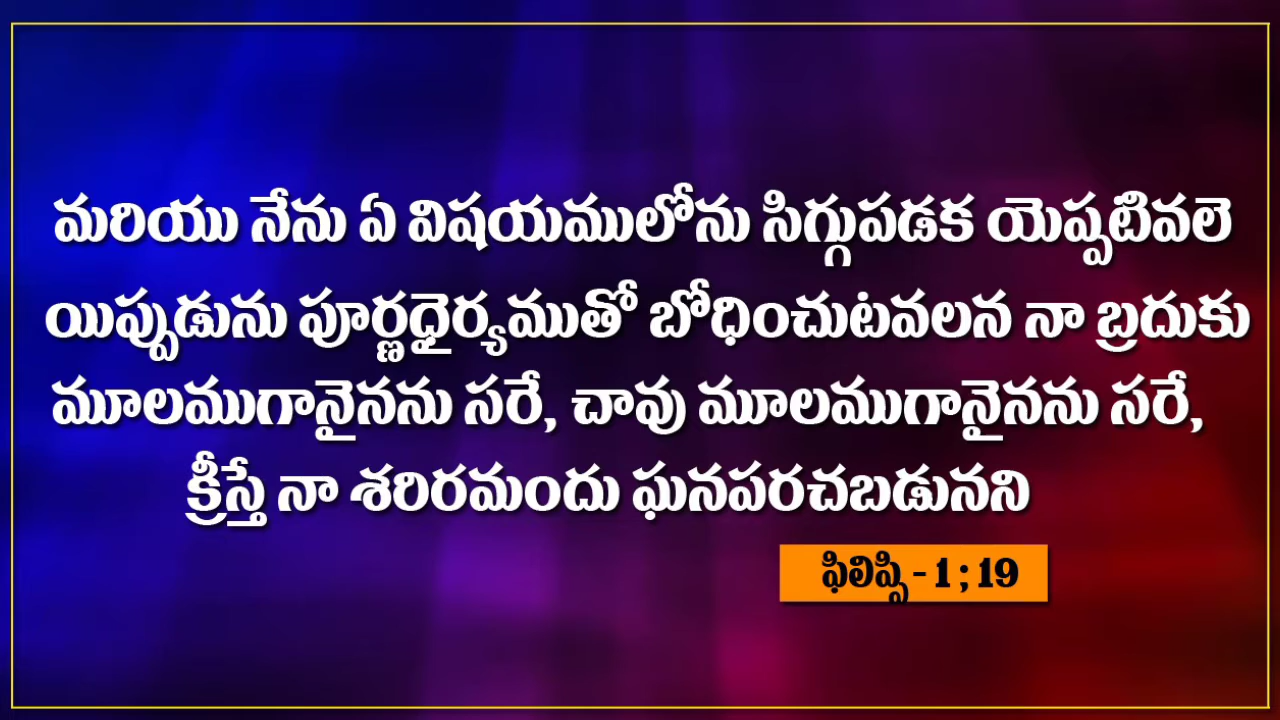 మరియు నేను ఏ విషయములోను సిగ్గుపడక యెప్పటివలె
యిప్పుడును పూర్ణధైర్యముతో బోధించుటవలన నా బ్రదుకు
మూలముగానైనను సరే, చావు మూలముగానైనను సరే,
క్రీస్తే నా శరిరమందు ఘనపరచబడునని
ఫిలిప్పి - 1 ; 19